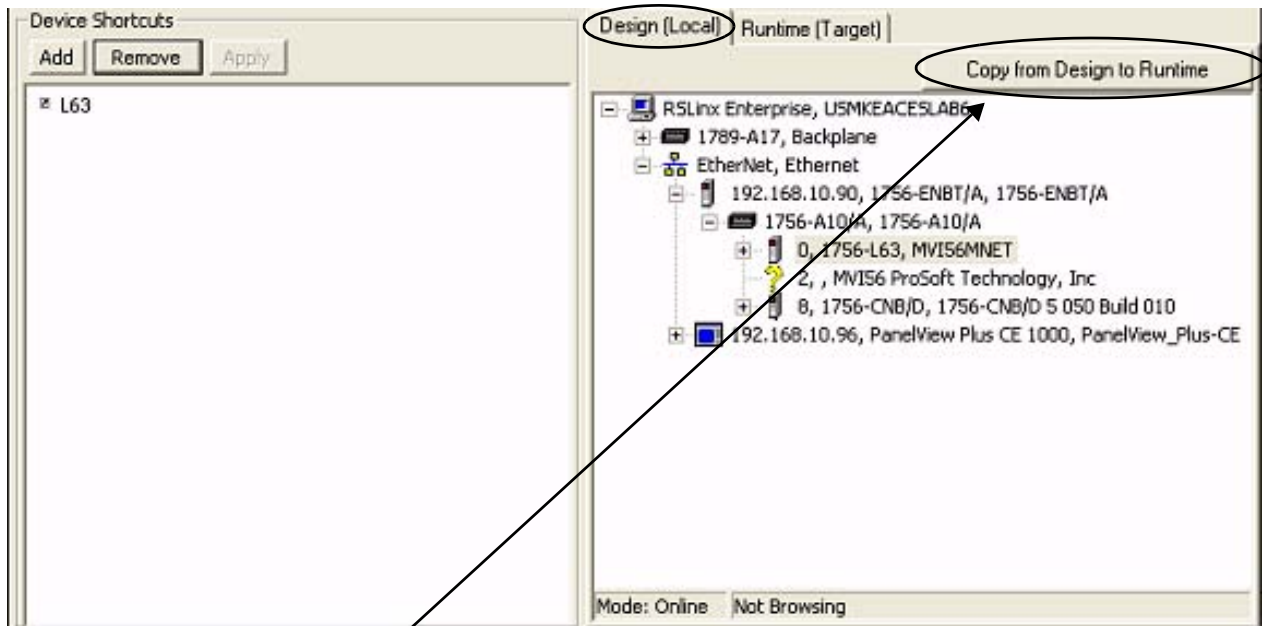 Device Shortcuts
Add Remove Apply
L63
Design (Local) Runtime (Target)
Copy from Design to Runtime
RSLinx Enterprise, USMKEACESLAB6
1789-A17, Backplane
EtherNet, Ethernet
192.168.10.90, 1756-ENBT/A, 1756-ENBT/A
1756-A10/A, 1756-A10/A
0, 1756-L63, MVI56MNET
2, , MVI56 ProSoft Technology, Inc
8, 1756-CNB/D, 1756-CNB/D 5 050 Build 010
192.168.10.96, PanelView Plus CE 1000, PanelView_Plus-CE
Mode: Online Not Browsing